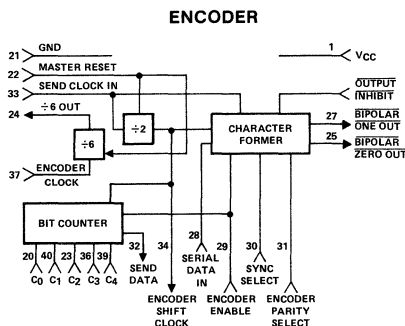 ENCODER
21 GND
22 MASTER RESET
33 SEND CLOCK IN
24 ÷6 OUT
÷6
÷2
37 ENCODER
CLOCK
1 VCC
OUTPUT
INHIBIT
CHARACTER
FORMER
27 BIPOLAR
ONE OUT
25 BIPOLAR
ZERO OUT
BIT COUNTER
20 40 23 36 39
C0 C1 C2 C3 C4
32 34 28 29 30 31
SEND
DATA
ENCODER
SHIFT
CLOCK
SERIAL
DATA
IN
ENCODER
ENABLE
SYNC
SELECT
ENCODER
PARITY
SELECT